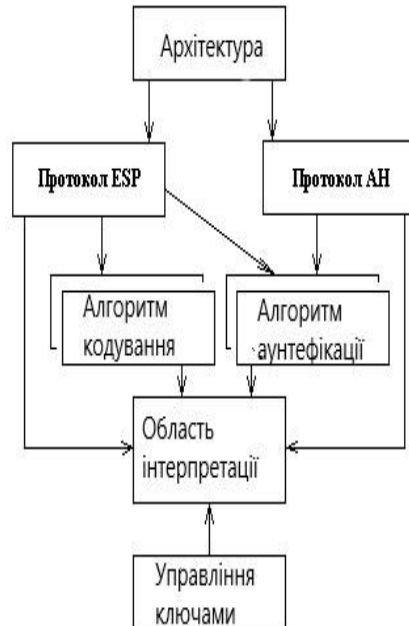 Архітектура
Протокол ESP
Протокол AH
Алгоритм
кодування
Алгоритм
аунтефікації
Область
інтерпретації
Управління
ключами